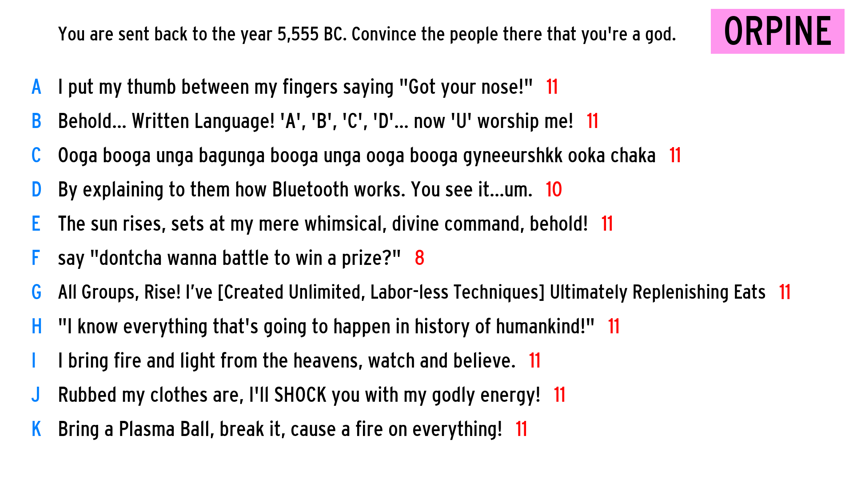 You are sent back to the year 5,555 BC. Convince the people there that you're a god.
ORPINE
A I put my thumb between my fingers saying "Got your nose!" 11
B Behold... Written Language! 'A', 'B', 'C', 'D'... now 'U' worship me! 11
C Ooga booga unga bagunga booga unga ooga booga gyneeurshkk ooka chaka 11
D By explaining to them how Bluetooth works. You see it...um. 10
E The sun rises, sets at my mere whimsical, divine command, behold! 11
F say "dontcha wanna battle to win a prize?" 8
G All Groups, Rise! I've [Created Unlimited, Labor-less Techniques] Ultimately Replenishing Eats 11
H "I know everything that's going to happen in history of humankind!" 11
I I bring fire and light from the heavens, watch and believe. 11
J Rubbed my clothes are, I'll SHOCK you with my godly energy! 11
K Bring a Plasma Ball, break it, cause a fire on everything! 11